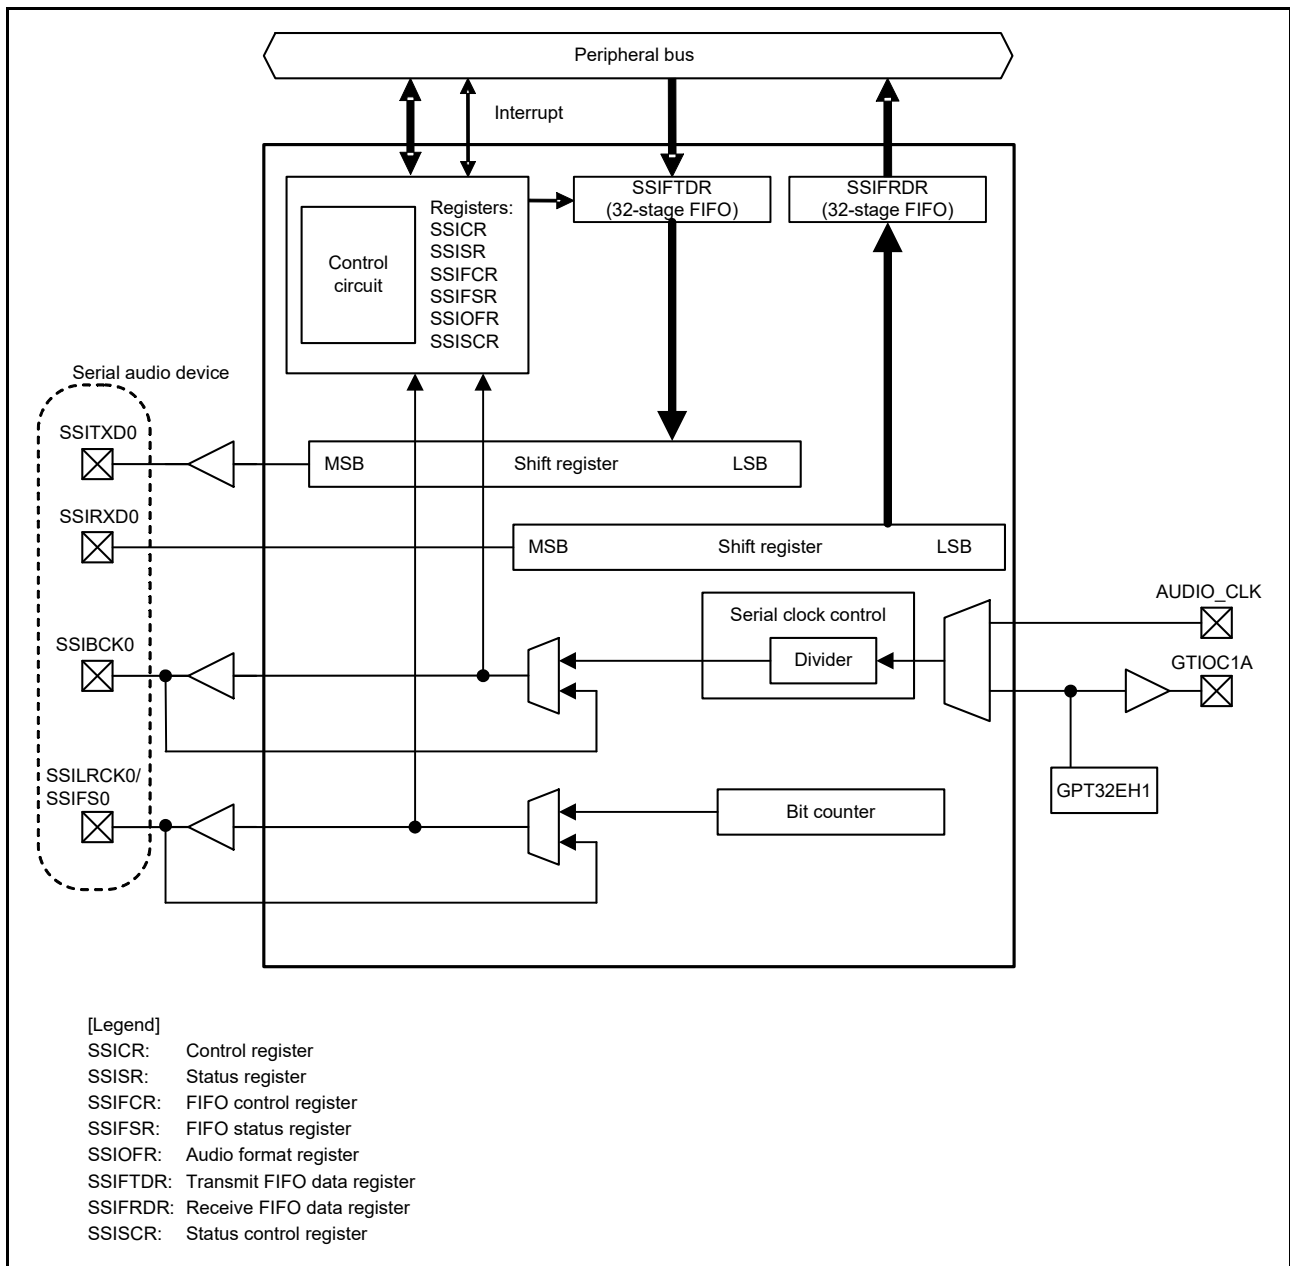 Peripheral bus
Interrupt
Registers:
SSICR
SSISR
SSIFCR
SSIFSR
SSIOFR
SSISCR
Control
circuit
SSIFTDR
(32-stage FIFO)
SSIFRDR
(32-stage FIFO)
Serial audio device
SSITXD0
MSB Shift register LSB
SSIRXD0
MSB Shift register LSB
AUDIO_CLK
Serial clock control
Divider
SSIBCK0
GTIOC1A
SSILRCK0/
SSIFS0
GPT32EH1
Bit counter
[Legend]
SSICR: Control register
SSISR: Status register
SSIFCR: FIFO control register
SSIFSR: FIFO status register
SSIOFR: Audio format register
SSIFTDR: Transmit FIFO data register
SSIFRDR: Receive FIFO data register
SSISCR: Status control register